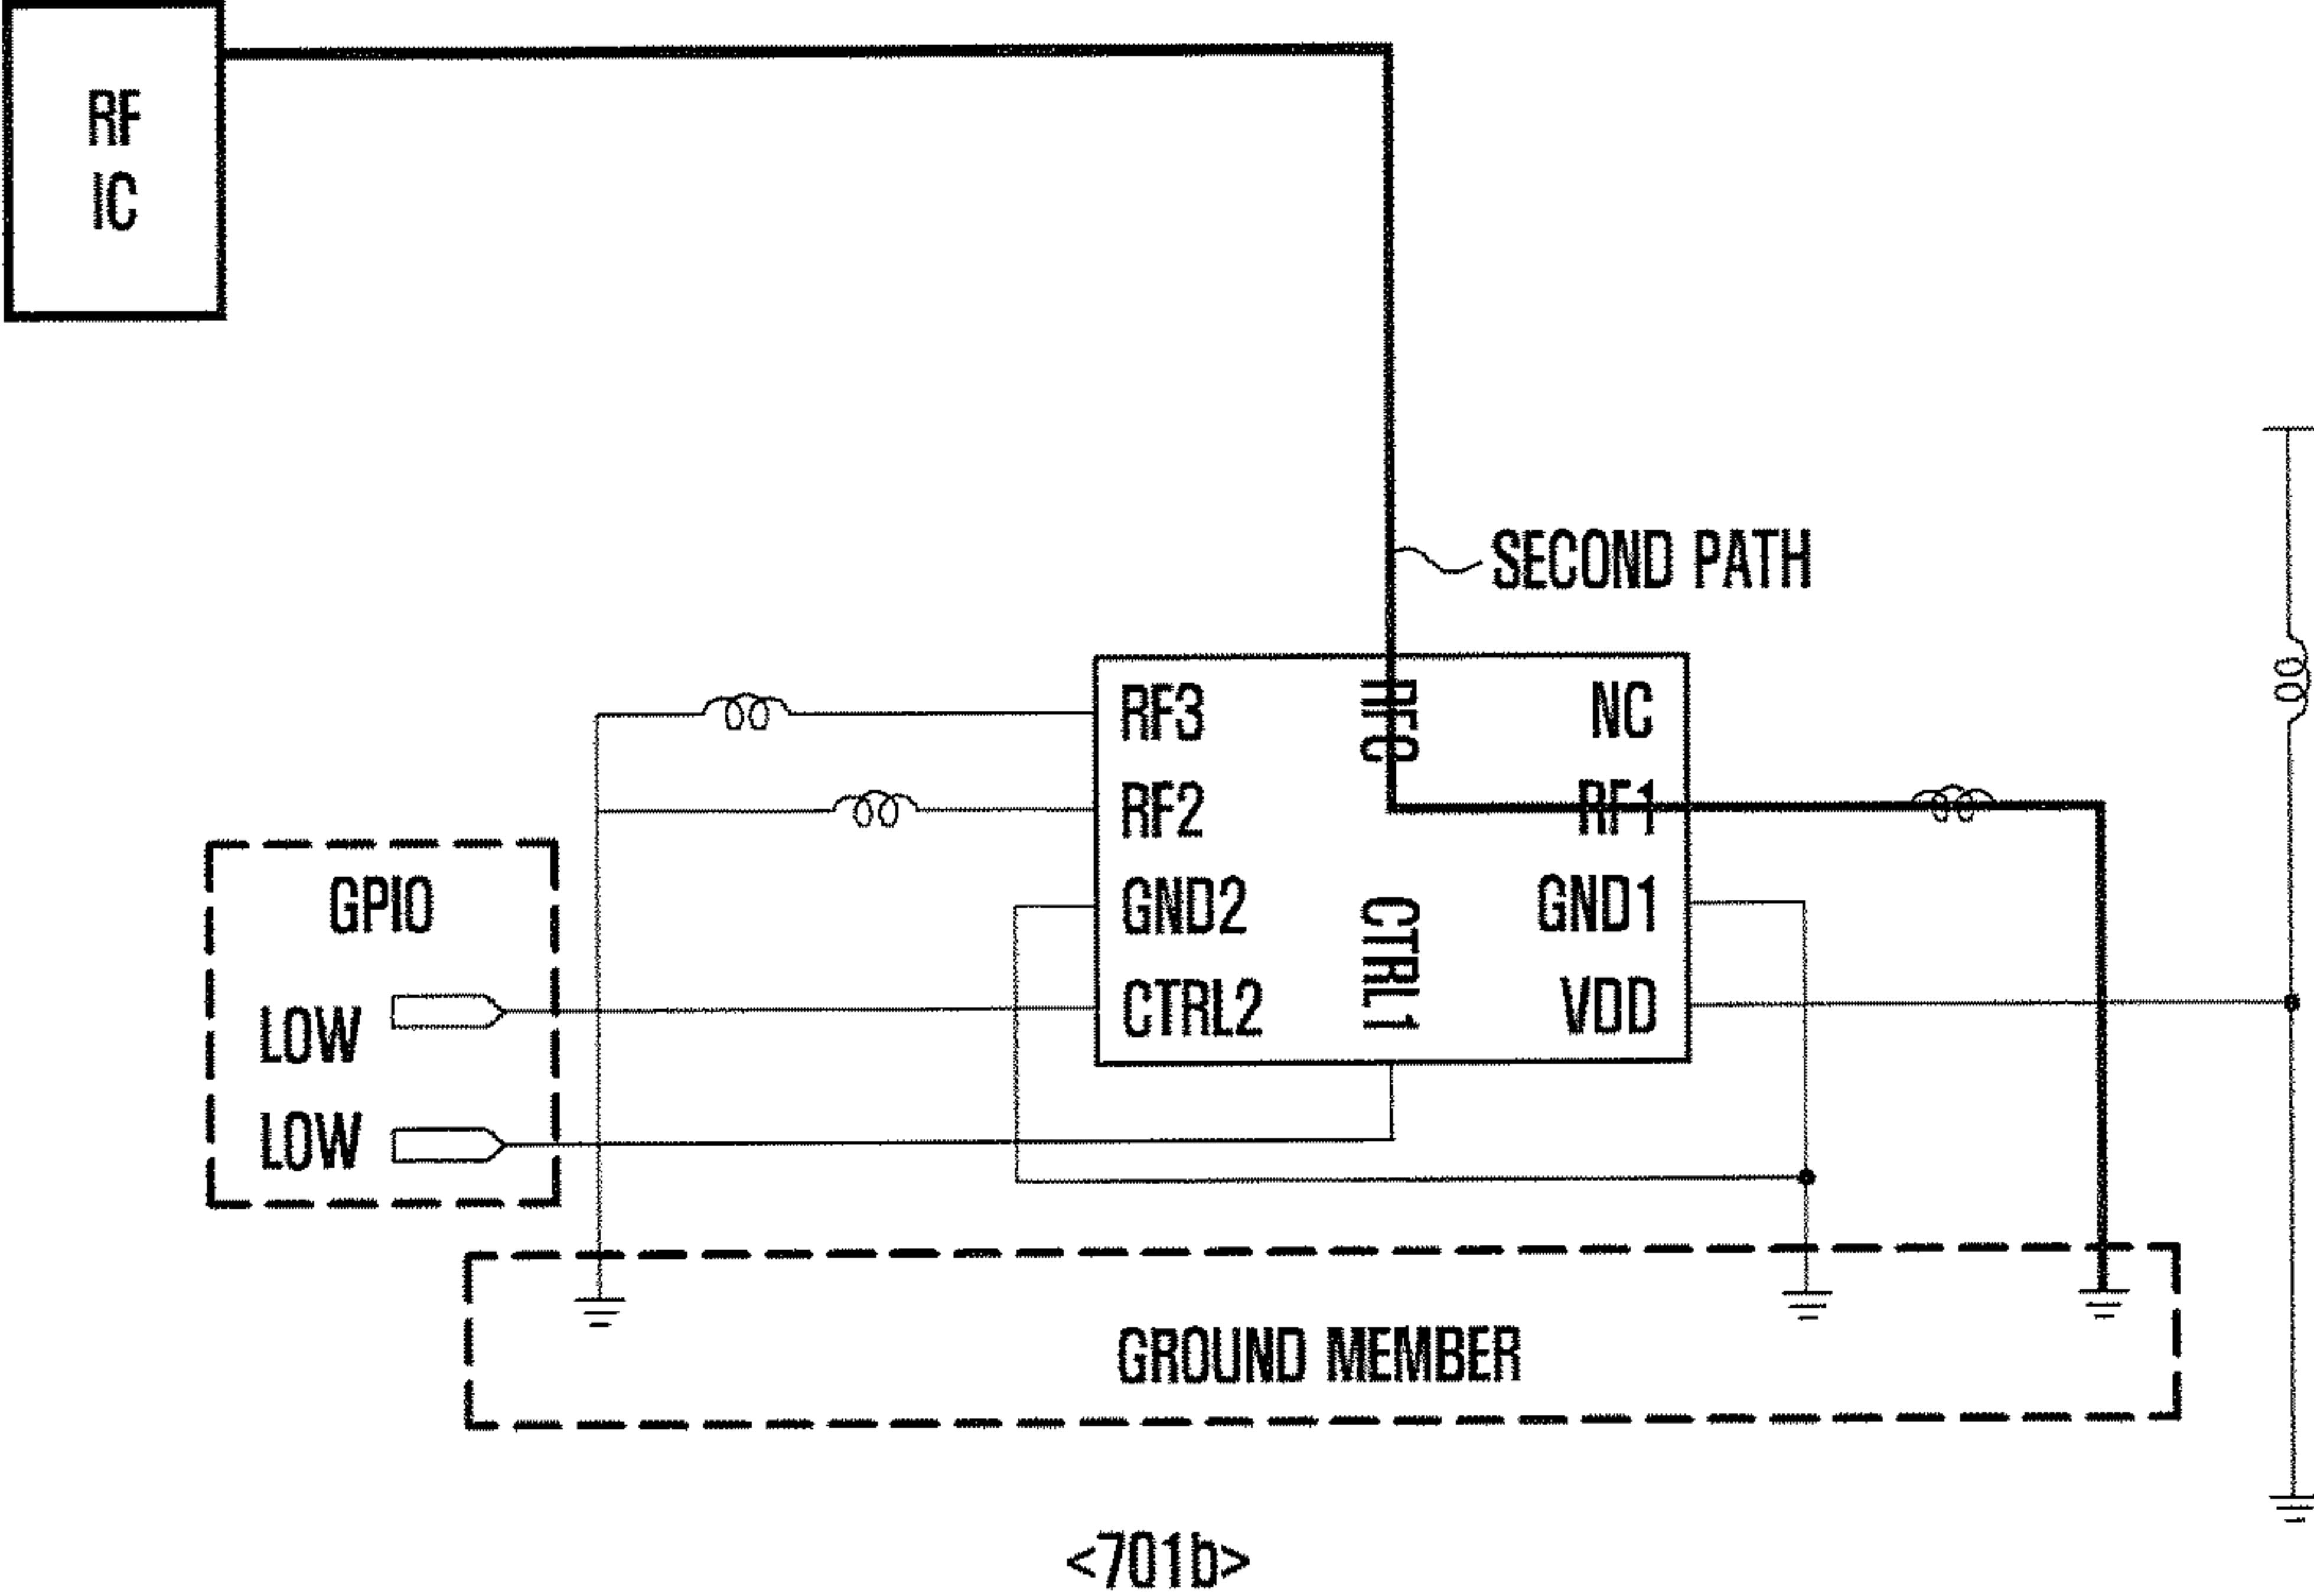 RF
IC
SECOND PATH
RF3
RFC
NC
RF2
RF1
GPIO
GND2
CTRL1
GND1
LOW
CTRL2
VDD
LOW
GROUND MEMBER
<701b>